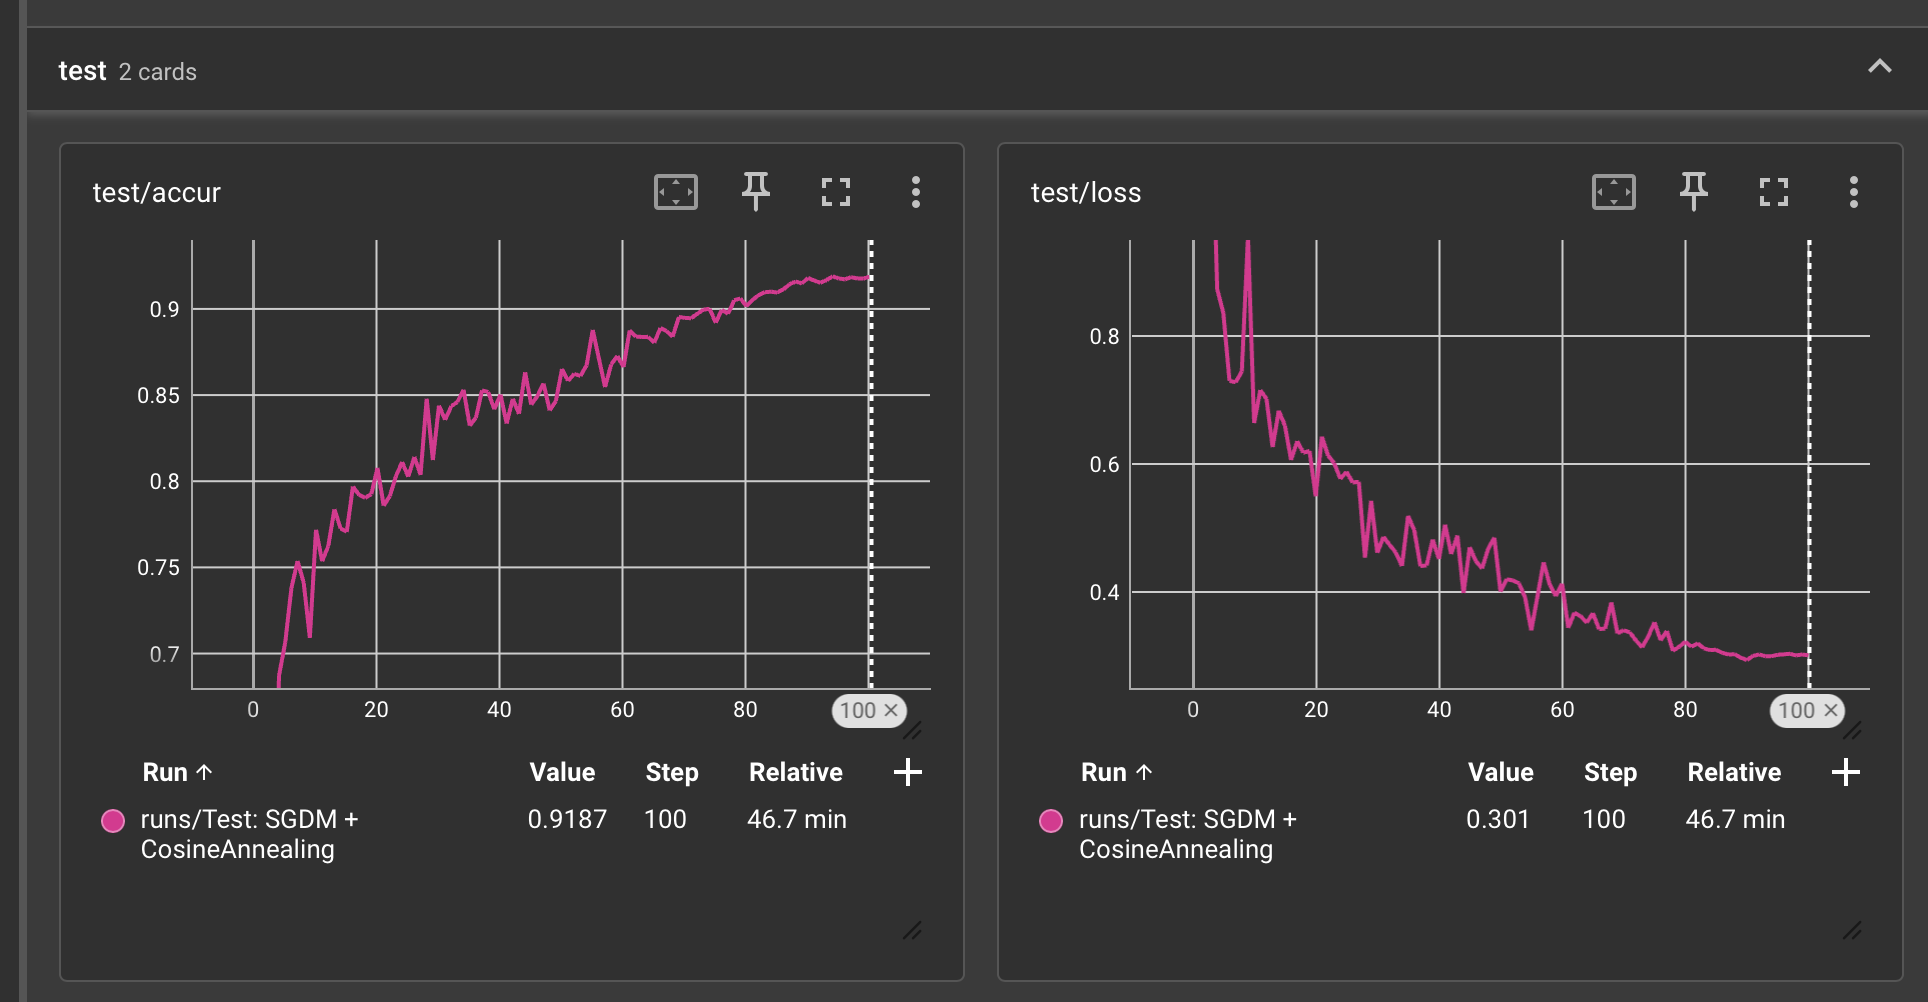 test 2 cards
test/accur
0.9
0.85
0.8
0.75
0.7
0 20 40 60 80 100 ×
Run ↑ Value Step Relative +
runs/Test: SGDM + 0.9187 100 46.7 min
CosineAnnealing
test/loss
0.8
0.6
0.4
0 20 40 60 80 100 ×
Run ↑ Value Step Relative +
runs/Test: SGDM + 0.301 100 46.7 min
CosineAnnealing